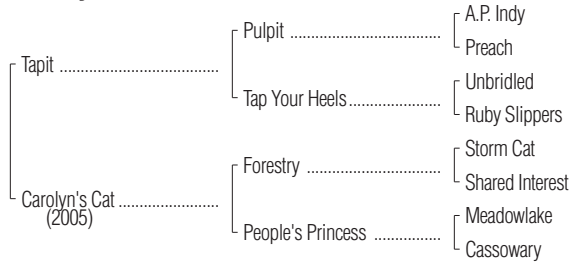 A.P. Indy
Pulpit ................................
Preach
Tapit ..................................
Unbridled
Tap Your Heels....................
Ruby Slippers
Storm Cat
Forestry .............................
Shared Interest
Carolyn's Cat .....................
(2005)
Meadowlake
People's Princess ..............
Cassowary